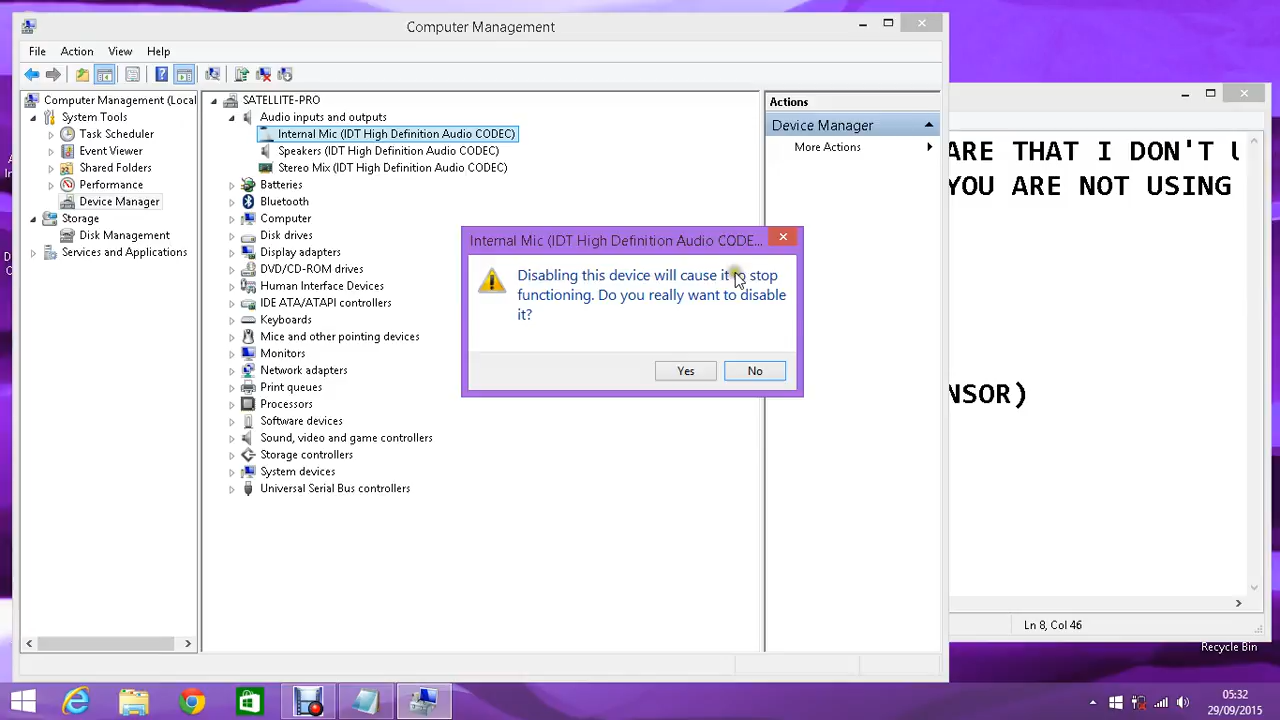 Computer Management
File Action View Help
Computer Management (Local
System Tools
Task Scheduler
Event Viewer
Shared Folders
Performance
Device Manager
Storage
Disk Management
Services and Applications
SATELLITE-PRO
Audio inputs and outputs
Internal Mic (IDT High Definition Audio CODEC)
Speakers (IDT High Definition Audio CODEC)
Stereo Mix (IDT High Definition Audio CODEC)
Batteries
Bluetooth
Computer
Disk drives
Display adapters
DVD/CD-ROM drives
Human Interface Devices
IDE ATA/ATAPI controllers
Keyboards
Mice and other pointing devices
Monitors
Network adapters
Print queues
Processors
Software devices
Sound, video and game controllers
Storage controllers
System devices
Universal Serial Bus controllers
Internal Mic (IDT High Definition Audio CODE...
Disabling this device will cause it to stop
functioning. Do you really want to disable
it?
Yes No
Actions
Device Manager
More Actions
ARE THAT I DON'T U
YOU ARE NOT USING
NSOR)
Ln 8, Col 46
Recycle Bin
05:32
29/09/2015